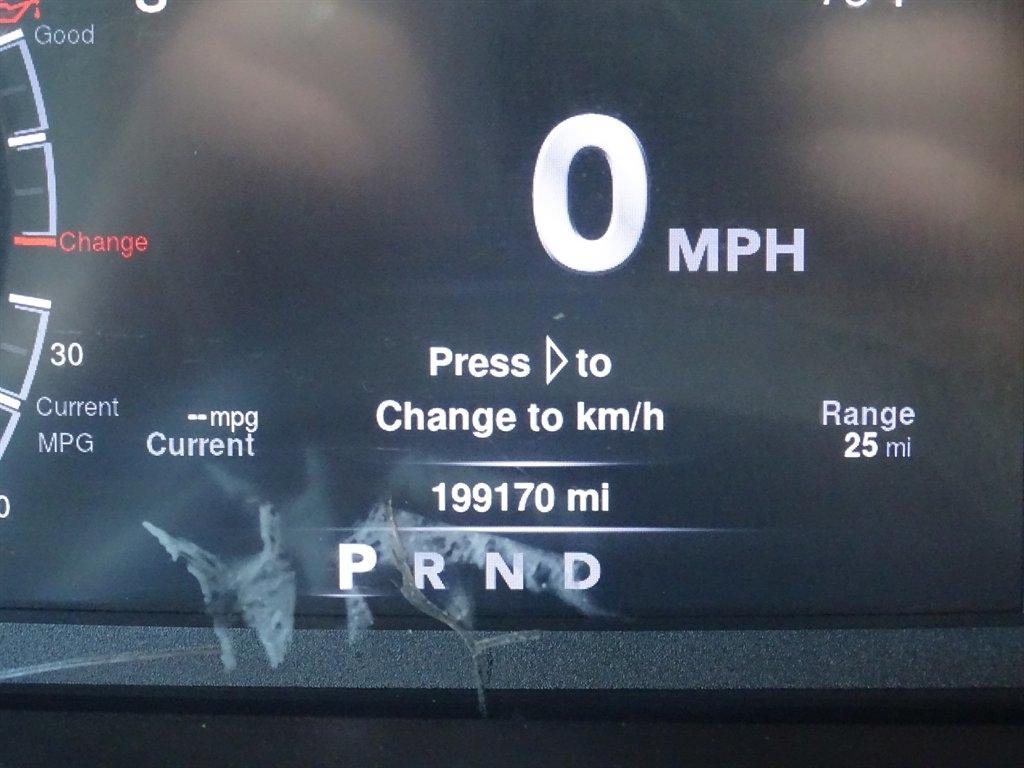 Good
0
MPH
Change
Press ▷ to
30
Change to km/h
Current
MPG
--mpg
Current
Range
25 mi
199170 mi
0
P R N D